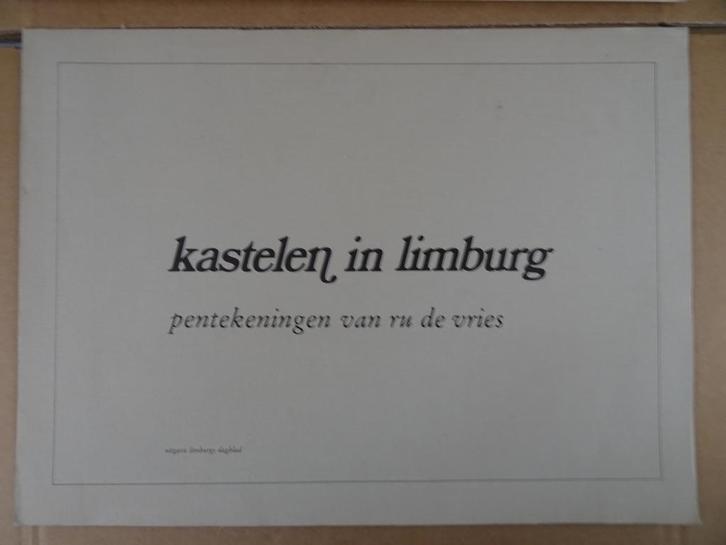 kastelen in limburg
pentekeningen van ru de vries
uitgave limburgs dagblad